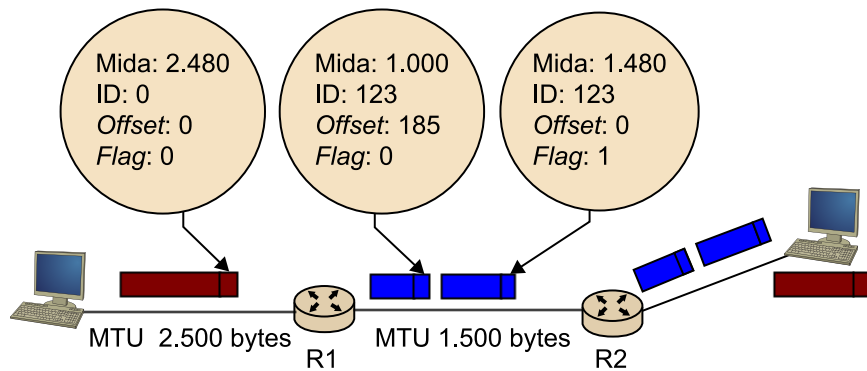 Mida: 2.480
ID: 0
Offset: 0
Flag: 0
Mida: 1.000
ID: 123
Offset: 185
Flag: 0
Mida: 1.480
ID: 123
Offset: 0
Flag: 1
MTU 2.500 bytes
R1
MTU 1.500 bytes
R2